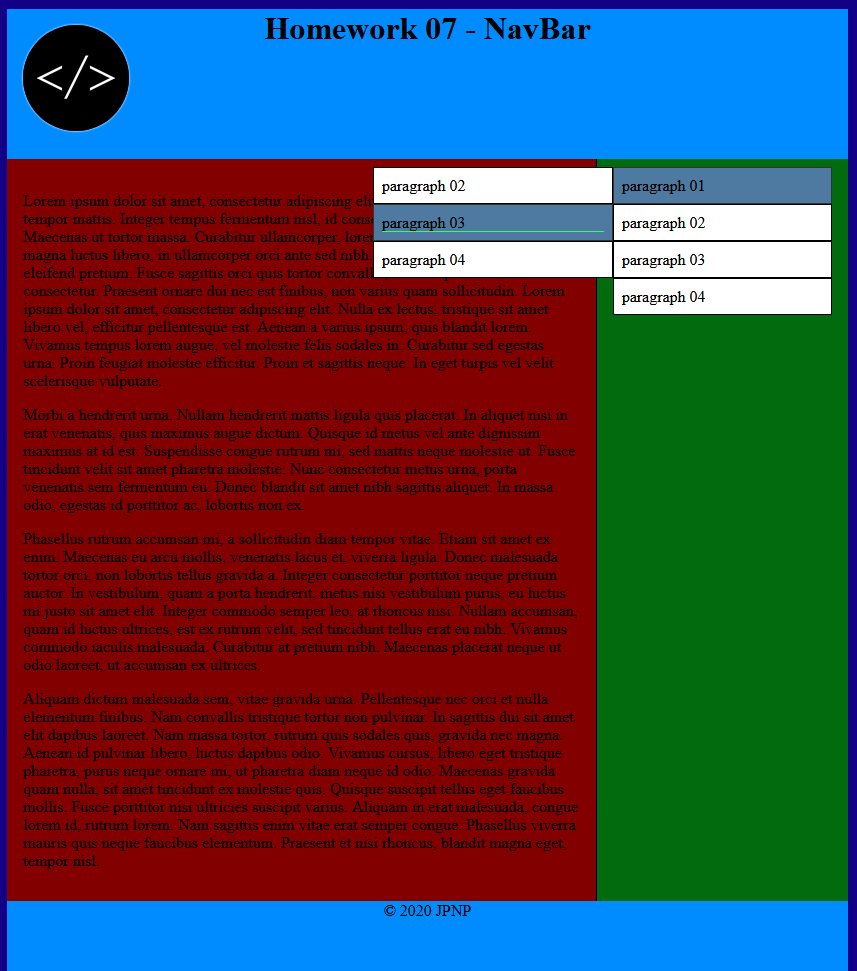 Homework 07 - NavBar
</>
paragraph 02
paragraph 03
paragraph 04
paragraph 01
paragraph 02
paragraph 03
paragraph 04
Lorem ipsum dolor sit amet, consectetur adipiscing
tempor mattis. Integer tempus fermentum nisl, id
Maecenas ut tortor massa. Curabitur ullamcorper,
magna luctus libero, in ullamcorper orci ante sed nibh
eleifend pretium. Fusce sagittis orci quis tortor
consectetur. Praesent ornare dui nec est finibus, non varius quam sollicitudin. Lorem
ipsum dolor sit amet, consectetur adipiscing elit. Nulla ex lectus, tristique sit amet
libero vel, efficitur pellentesque est. Aenean a varius ipsum, quis blandit lorem.
Vivamus tempus lorem augue, vel molestie felis sodales in. Curabitur sed egestas
urna. Proin feugiat molestie efficitur. Proin et sagittis neque. In eget turpis vel velit
scelerisque vulputate.
Morbi a hendrerit urna. Nullam hendrerit mattis ligula quis placerat. In aliquet nisi in
erat venenatis, quis maximus augue dictum. Quisque id metus vel ante dignissim
maximus at id est. Suspendisse congue rutrum mi, sed mattis neque molestie ut. Fusce
tincidunt velit sit amet pharetra molestie. Nunc consectetur metus urna, porta
venenatis sem fermentum eu. Donec blandit sit amet nibh sagittis aliquet. In massa
odio, egestas id porttitor ac, lobortis non ex.
Phasellus rutrum accumsan mi, a sollicitudin diam tempor vitae. Etiam sit amet ex
enim. Maecenas eu arcu mollis, venenatis lacus et, viverra ligula. Donec malesuada
tortor orci, non lobortis tellus gravida a. Integer consectetur porttitor neque pretium
auctor. In vestibulum, quam a porta hendrerit, metus nisi vestibulum purus, eu luctus
mi justo sit amet elit. Integer commodo semper leo, at rhoncus nisi. Nullam accumsan,
quam id luctus ultrices, est ex rutrum velit, sed tincidunt tellus erat eu nibh. Vivamus
commodo iaculis malesuada. Curabitur at pretium nibh. Maecenas placerat neque ut
odio laoreet, ut accumsan ex ultrices.
Aliquam dictum malesuada sem, vitae gravida urna. Pellentesque nec orci et nulla
elementum finibus. Nam convallis tristique tortor non pulvinar. In sagittis dui sit amet
elit dapibus laoreet. Nam massa tortor, rutrum quis sodales quis, gravida nec magna.
Aenean id pulvinar libero, luctus dapibus odio. Vivamus cursus, libero eget tristique
pharetra, purus neque ornare mi, ut pharetra diam neque id odio. Maecenas gravida
quam nulla, sit amet tincidunt ex molestie quis. Quisque suscipit tellus eget faucibus
mollis. Fusce porttitor nisi ultricies suscipit varius. Aliquam in erat malesuada, congue
lorem id, rutrum lorem. Nam sagittis enim vitae erat semper congue. Phasellus viverra
mauris quis neque faucibus elementum. Praesent et nisi rhoncus, blandit magna eget,
tempor nisl.
© 2020 JPNP